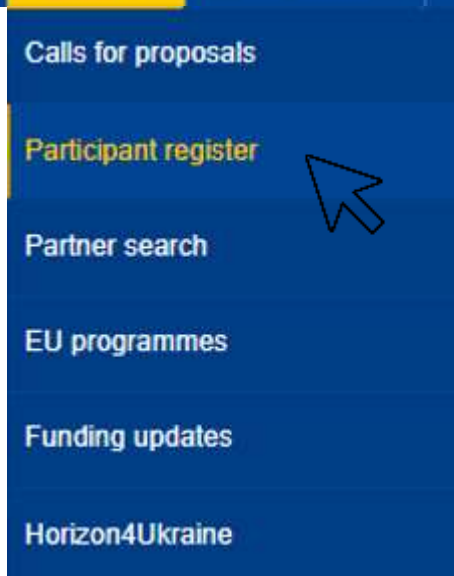 Calls for proposals
Participant register
Partner search
EU programmes
Funding updates
Horizon4Ukraine